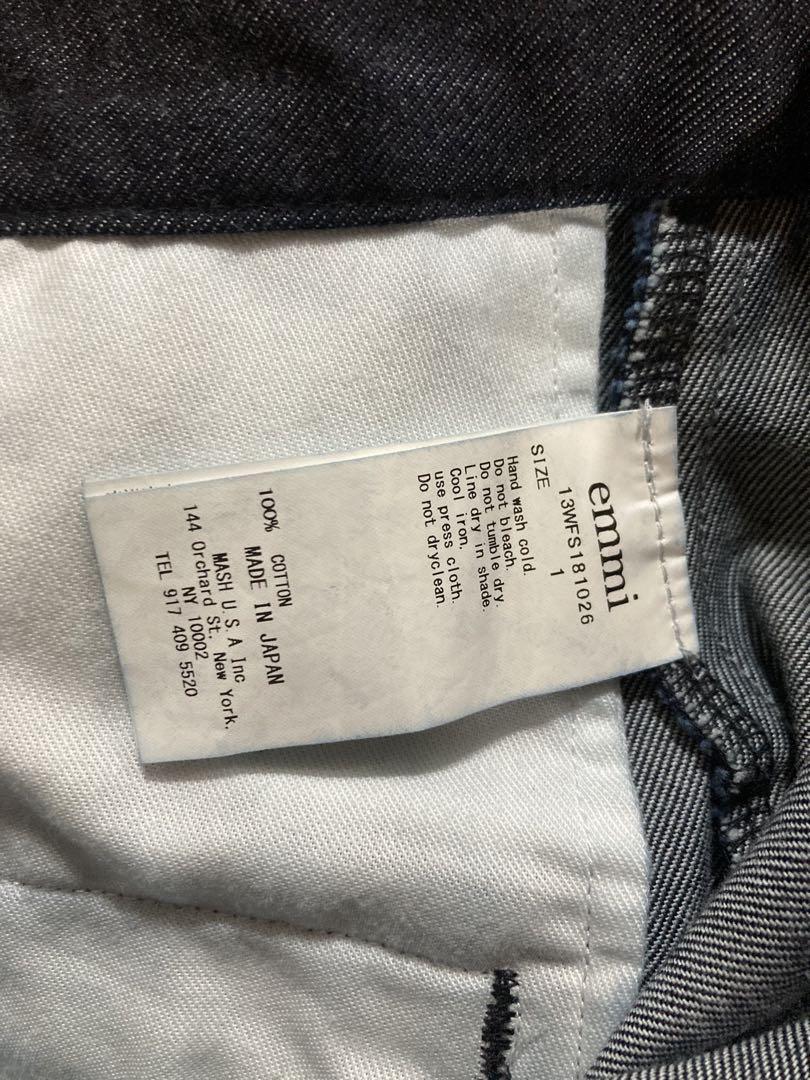 emmi
13WFS181026
SIZE 1
Hand wash cold.
Do not bleach.
Do not tumble dry.
Line dry in shade.
Cool iron,
use press cloth.
Do not dryclean.
100% COTTON
MADE IN JAPAN
MASH U.S.A Inc
144 Orchard St. New York.
NY 10002
TEL 917 409 5520